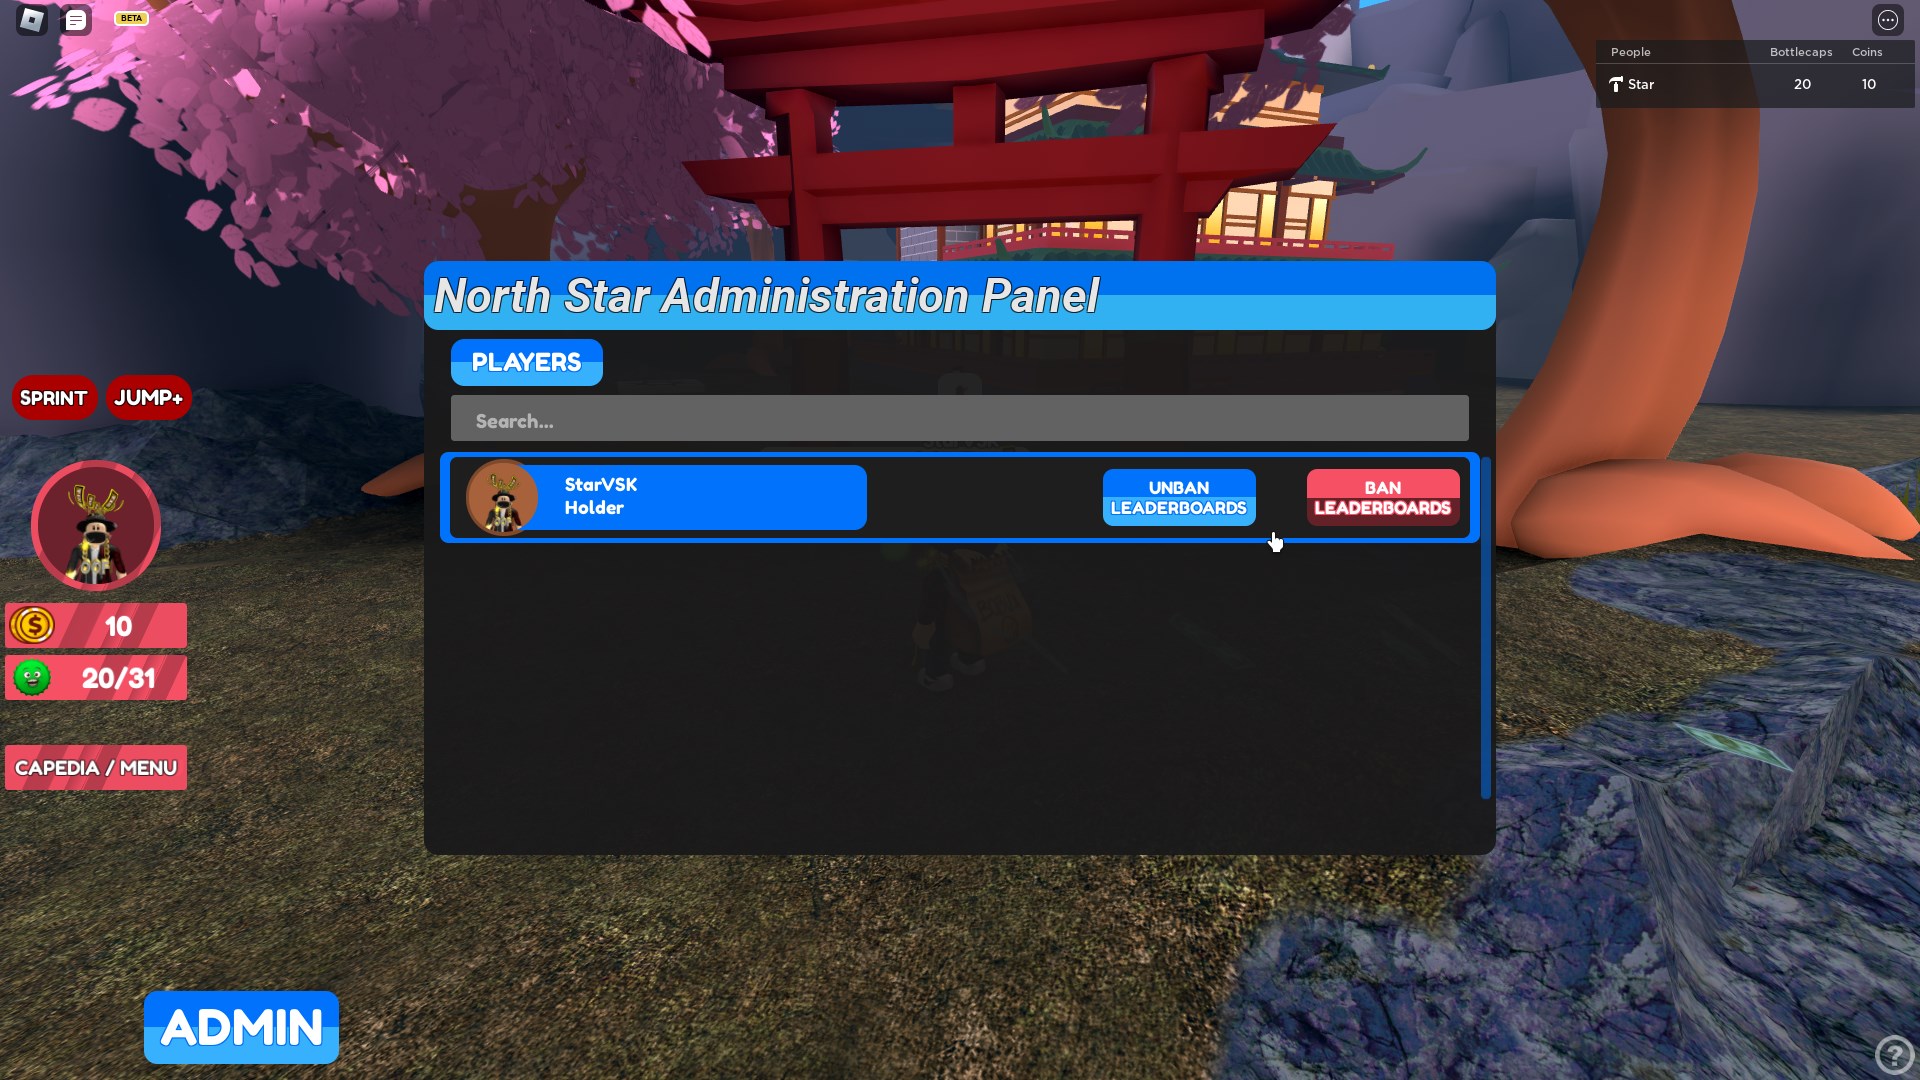 BETA
People Bottlecaps Coins
Star 20 10
North Star Administration Panel
PLAYERS
Search...
StarVSK
Holder
UNBAN
LEADERBOARDS
BAN
LEADERBOARDS
SPRINT
JUMP+
10
20/31
CAPEDIA / MENU
ADMIN
?